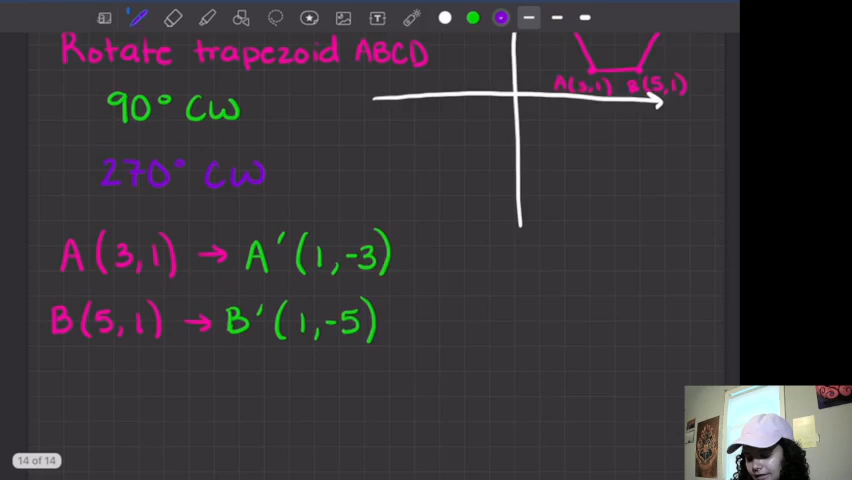 Rotate trapezoid ABCD
A(3,1) B(5,1)
90° CW
270° CW
A(3,1) → A'(1,-3)
B(5,1) → B'(1,-5)
14 of 14